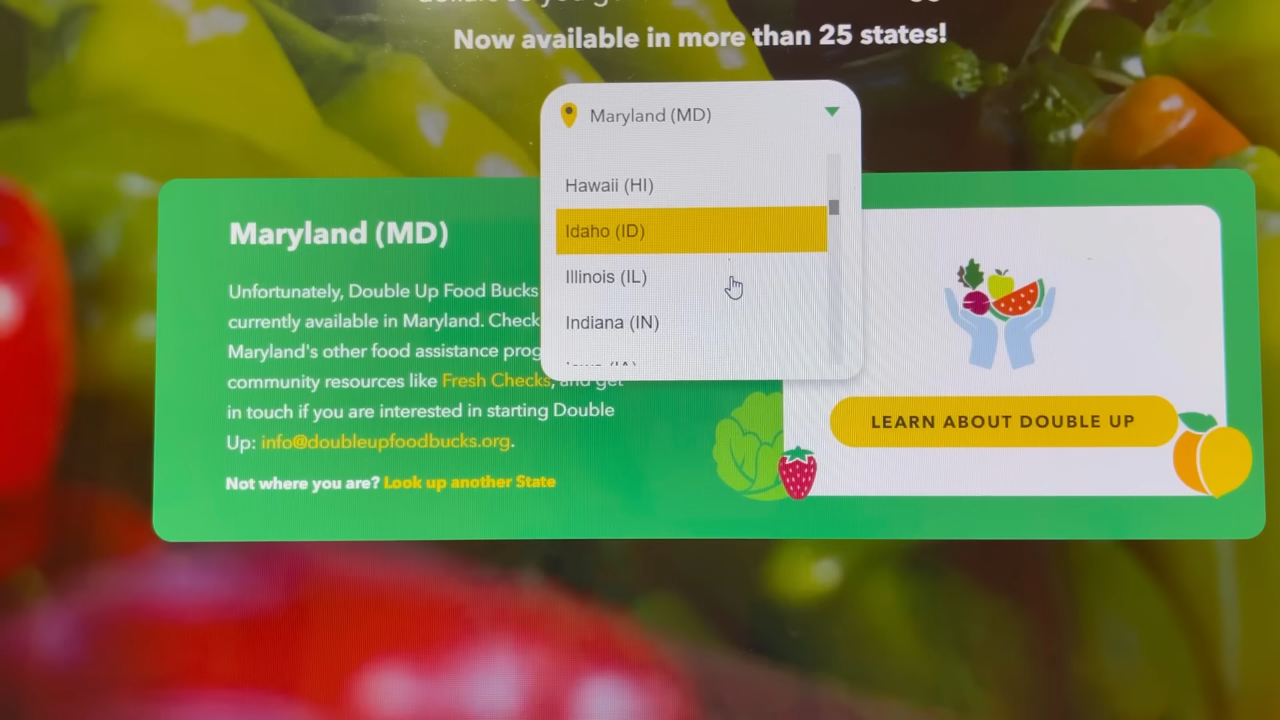 Now available in more than 25 states!
Maryland (MD)
Hawaii (HI)
Idaho (ID)
Illinois (IL)
Indiana (IN)
Maryland (MD)
Unfortunately, Double Up Food Bucks
currently available in Maryland. Check
Maryland's other food assistance prog
community resources like Fresh Checks, and get
in touch if you are interested in starting Double
Up: info@doubleupfoodbucks.org.
Not where you are? Look up another State
LEARN ABOUT DOUBLE UP